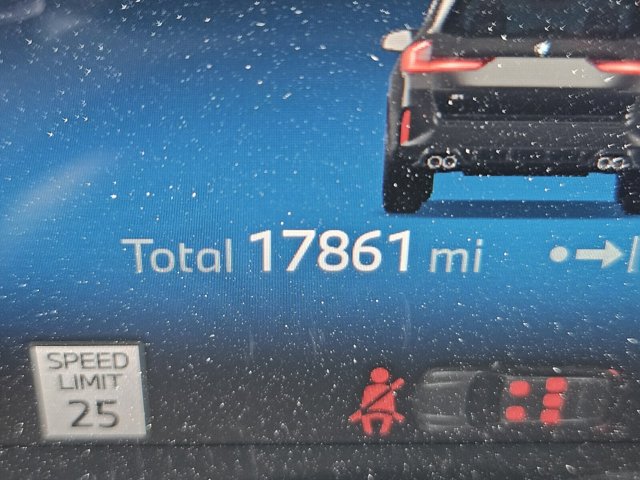 Total 17861 mi
SPEED
LIMIT
25